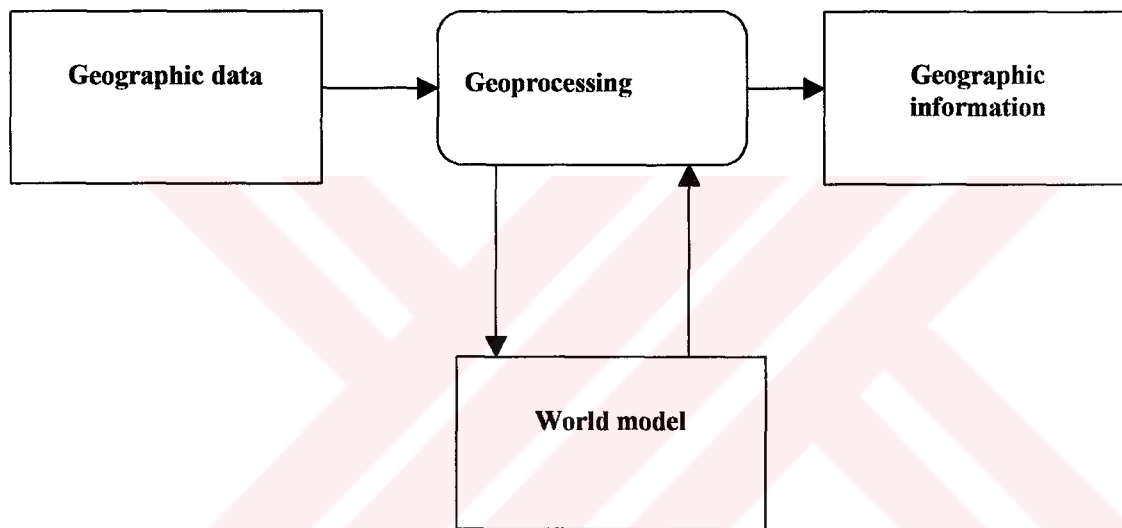 Geographic data
Geoprocessing
Geographic
information
World model